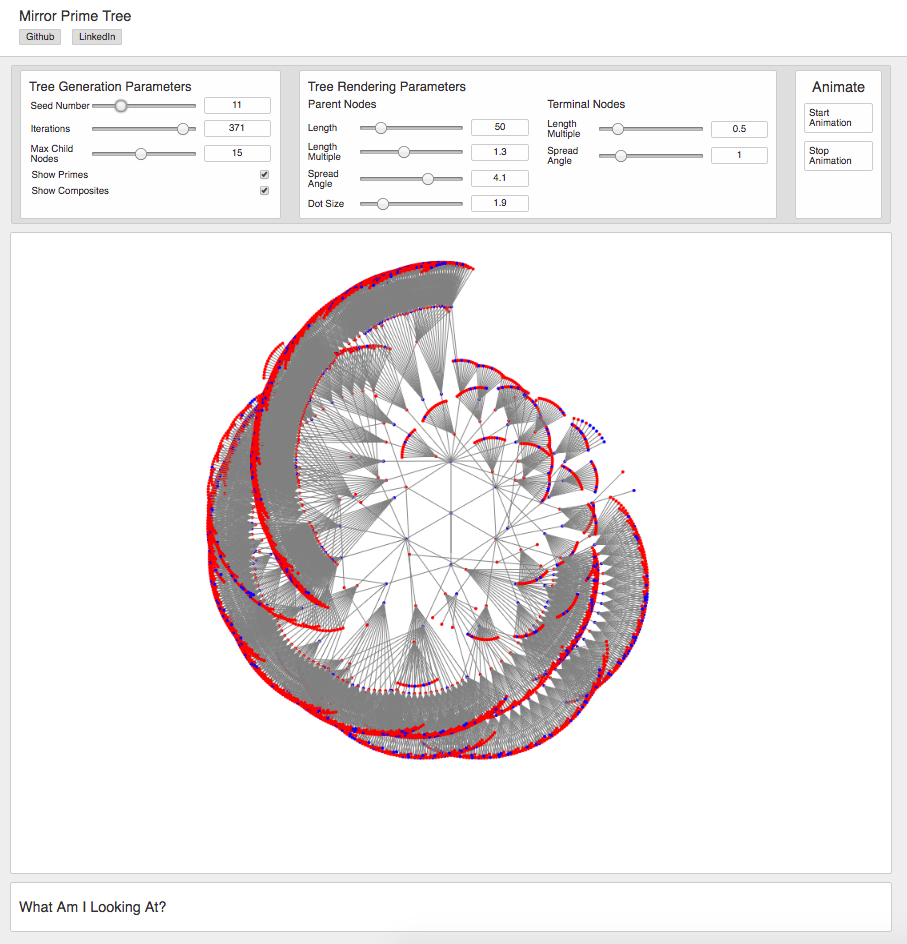 Mirror Prime Tree
Github LinkedIn
Tree Generation Parameters
Seed Number 11
Iterations 371
Max Child
Nodes
15
Show Primes
Show Composites
Tree Rendering Parameters
Parent Nodes
Length 50
Length
Multiple
1.3
Spread
Angle
4.1
Dot Size 1.9
Terminal Nodes
Length
Multiple
0.5
Spread
Angle
1
Animate
Start
Animation
Stop
Animation
What Am I Looking At?